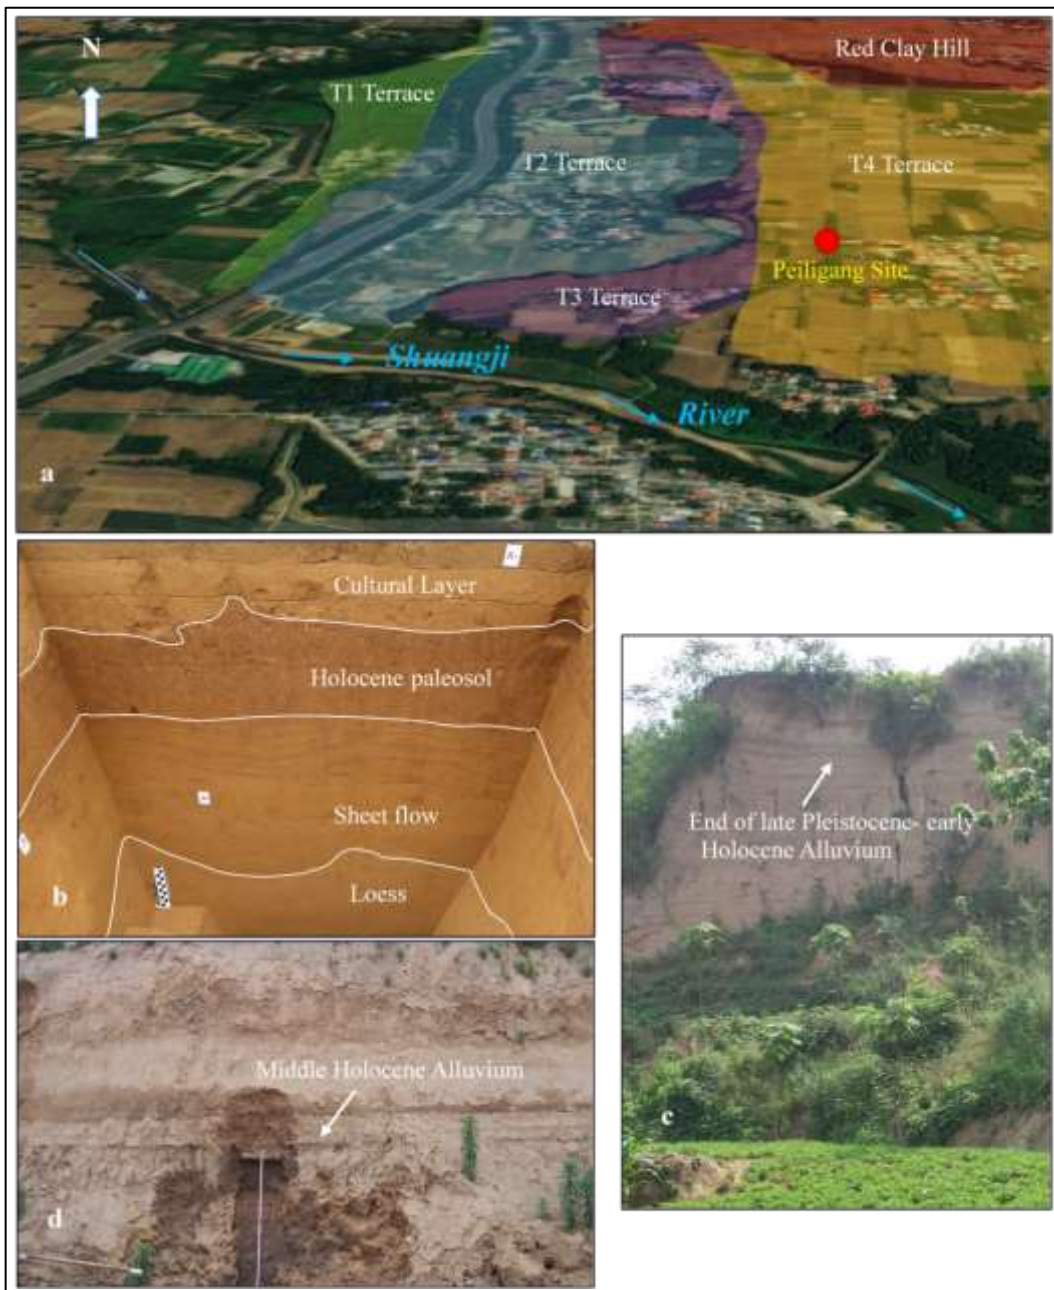 N
Red Clay Hill
T1 Terrace
T2 Terrace
T4 Terrace
Peiligang Site
T3 Terrace
Shuangji
River
a
Cultural Layer
Holocene paleosol
Sheet flow
b
Loess
End of late Pleistocene- early
Holocene Alluvium
c
Middle Holocene Alluvium
d